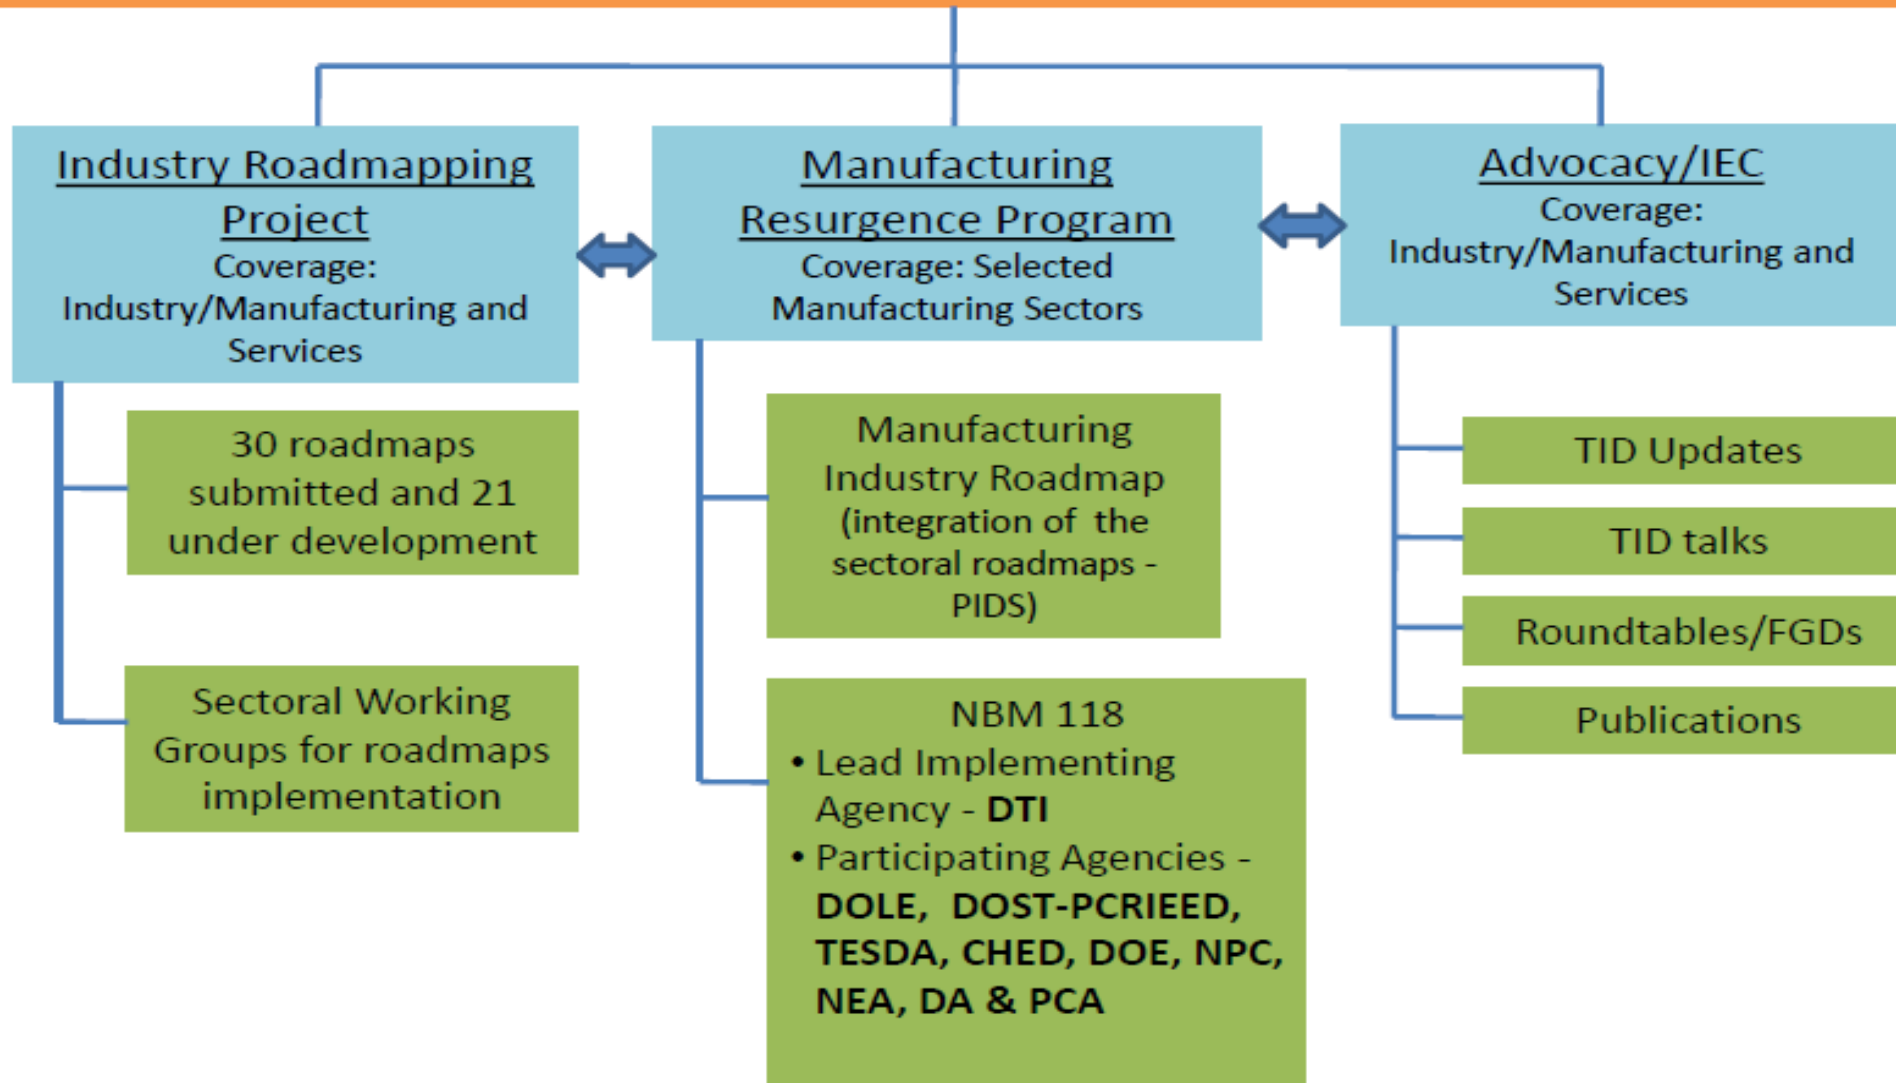 Industry Roadmapping
Project
Coverage:
Industry/Manufacturing and
Services
30 roadmaps
submitted and 21
under development
Sectoral Working
Groups for roadmaps
implementation
Manufacturing
Resurgence Program
Coverage: Selected
Manufacturing Sectors
Manufacturing
Industry Roadmap
(integration of the
sectoral roadmaps -
PIDS)
NBM 118
• Lead Implementing
Agency - DTI
• Participating Agencies -
DOLE, DOST-PCRIEED,
TESDA, CHED, DOE, NPC,
NEA, DA & PCA
Advocacy/IEC
Coverage:
Industry/Manufacturing and
Services
TID Updates
TID talks
Roundtables/FGDs
Publications